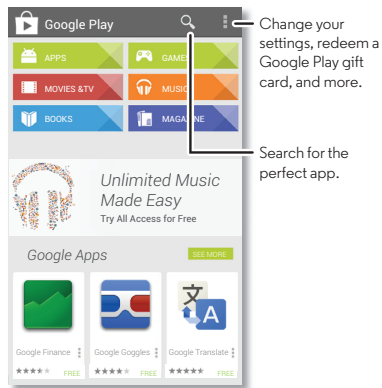 Google Play
Change your
settings, redeem a
Google Play gift
card, and more.
APPS
GAMES
MOVIES & TV
MUSIC
BOOKS
MAGAZINE
Search for the
perfect app.
Unlimited Music
Made Easy
Try All Access for Free
Google Apps
SEE MORE
Google Finance
Google Goggles
Google Translate
文
A
FREE
FREE
FREE